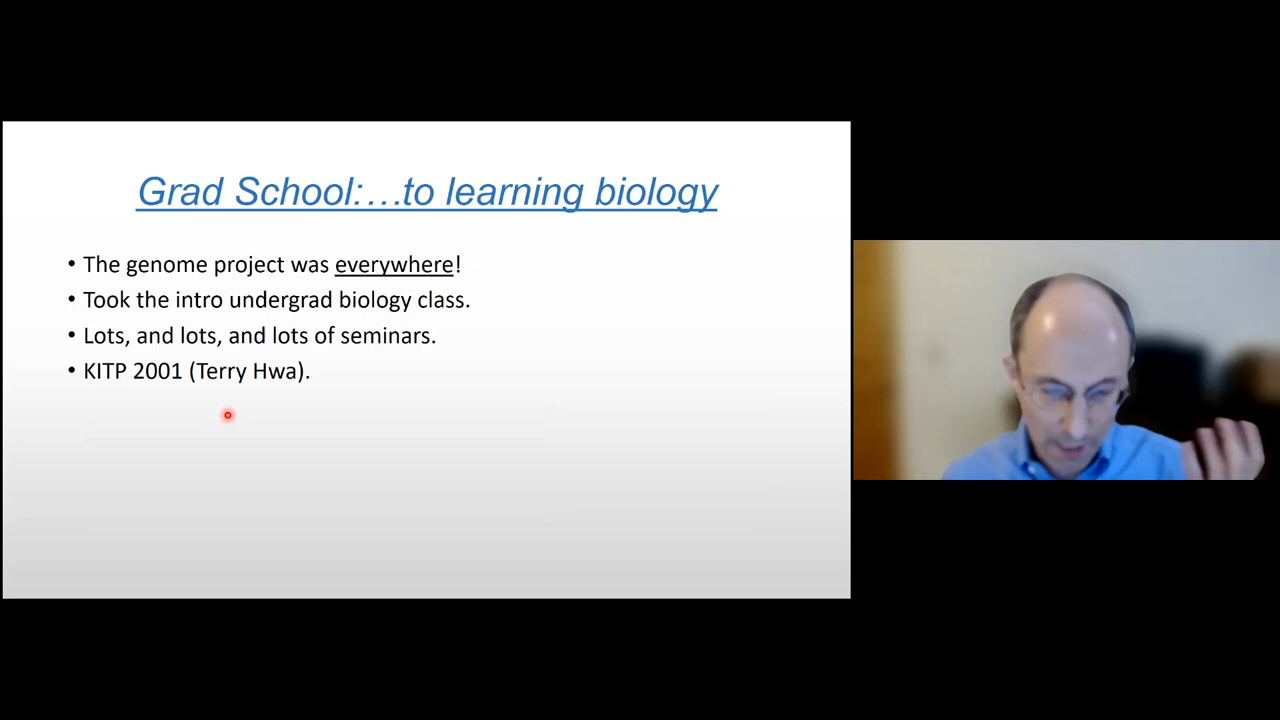 Grad School:…to learning biology
• The genome project was everywhere!
• Took the intro undergrad biology class.
• Lots, and lots, and lots of seminars.
• KITP 2001 (Terry Hwa).